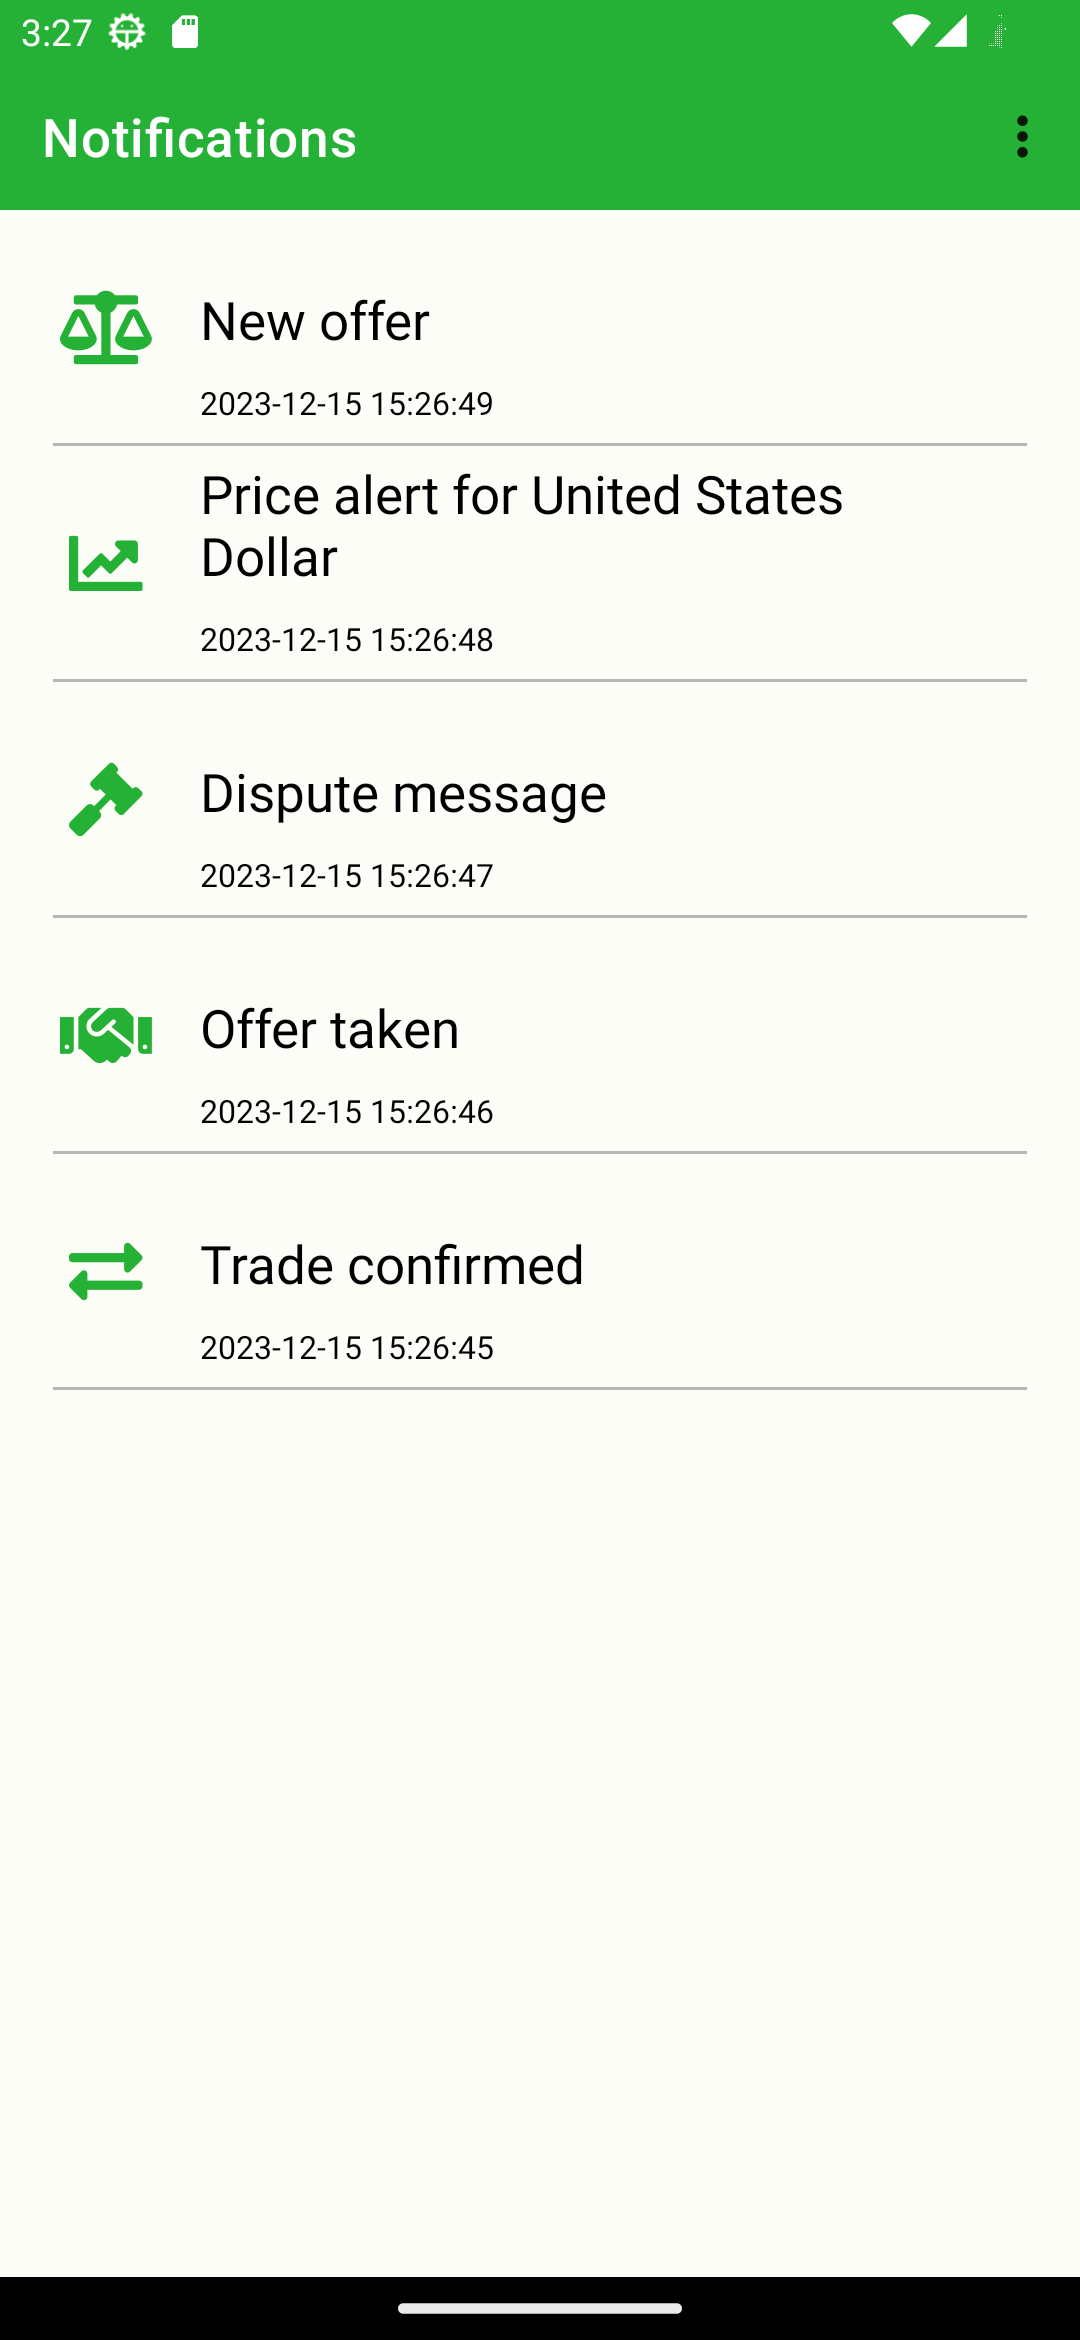 3:27
Notifications
New offer
2023-12-15 15:26:49
Price alert for United States
Dollar
2023-12-15 15:26:48
Dispute message
2023-12-15 15:26:47
Offer taken
2023-12-15 15:26:46
Trade confirmed
2023-12-15 15:26:45